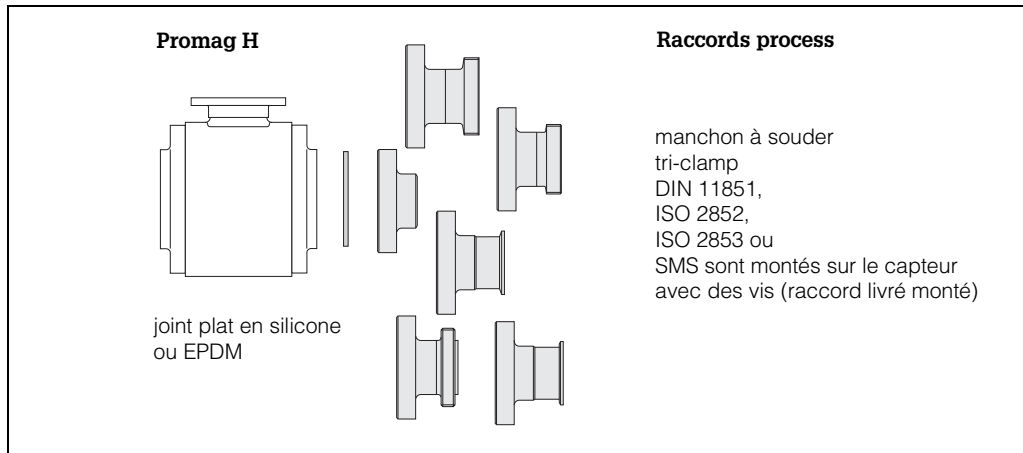 Promag H
joint plat en silicone
ou EPDM
Raccords process
manchon à souder
tri-clamp
DIN 11851,
ISO 2852,
ISO 2853 ou
SMS sont montés sur le capteur
avec des vis (raccord livré monté)